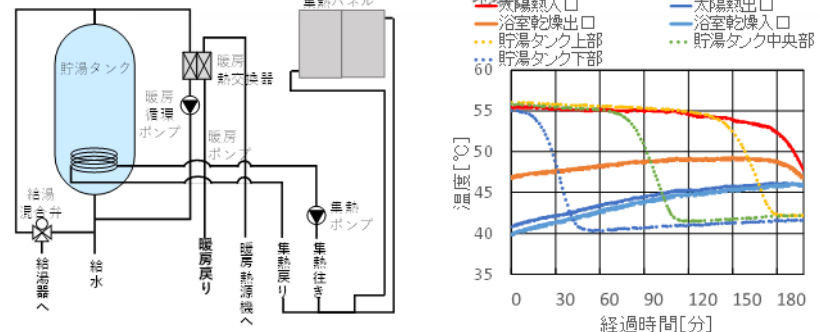 集熱パネル
貯湯タンク
暖房
熱交換器
暖房
循環
ポンプ
暖房
ポンプ
給湯
混合弁
集熱
ポンプ
給湯器へ
給水
暖房戻り
暖房熱源機へ
集熱戻り
集熱往き
太陽熱入口
太陽熱出口
浴室乾燥出口
浴室乾燥入口
貯湯タンク上部
貯湯タンク中央部
貯湯タンク下部
60
55
50
45
40
35
温度[℃]
0 30 60 90 120 150 180
経過時間[分]